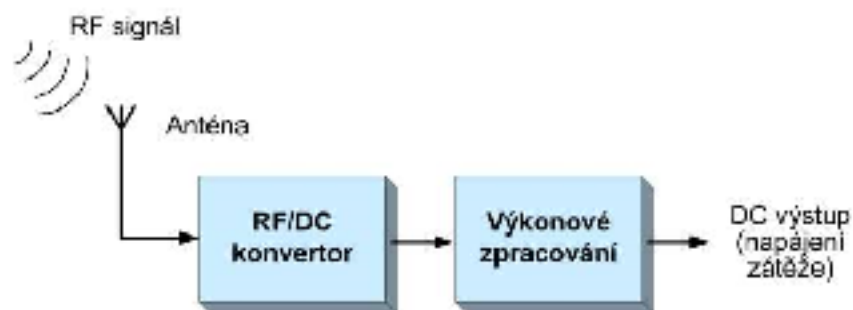 RF signál
Anténa
RF/DC
konvertor
Výkonové
zpracování
DC výstup
(napájení
zátěže)